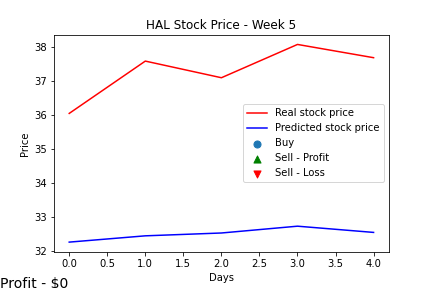 HAL Stock Price - Week 5
38
37
36
35
34
33
32
Price
Real stock price
Predicted stock price
Buy
Sell - Profit
Sell - Loss
0.0 0.5 1.0 1.5 2.0 2.5 3.0 3.5 4.0
Days
Profit - $0